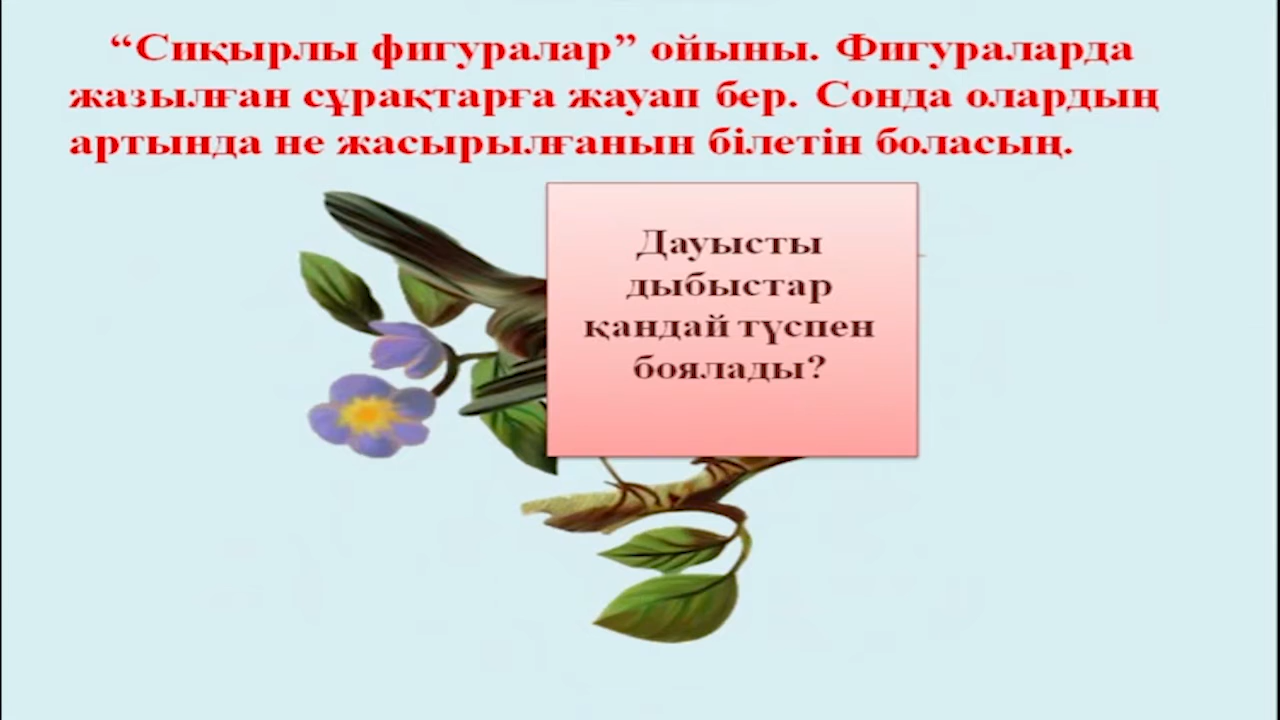 “Сиқырлы фигуралар” ойыны. Фигураларда
жазылған сұрақтарға жауап бер. Сонда олардың
артында не жасырылғанын білетін боласың.
Дауысты
дыбыстар
қандай түспен
боялады?